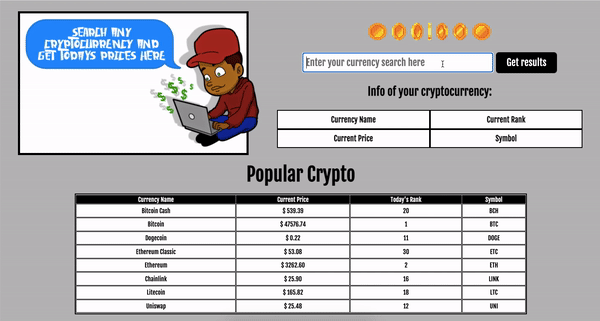 SEARCH ANY
CRYPTOCURRENCY AND
GET TODAYS PRICES HERE
Enter your currency search here
Get results
Info of your cryptocurrency:
Currency Name Current Rank
Current Price Symbol
Popular Crypto
Currency Name Current Price Today's Rank Symbol
Bitcoin Cash $ 539.39 20 BCH
Bitcoin $ 47576.74 1 BTC
Dogecoin $ 0.22 11 DOGE
Ethereum Classic $ 53.08 30 ETC
Ethereum $ 3262.60 2 ETH
Chainlink $ 25.90 16 LINK
Litecoin $ 165.82 18 LTC
Uniswap $ 25.48 12 UNI